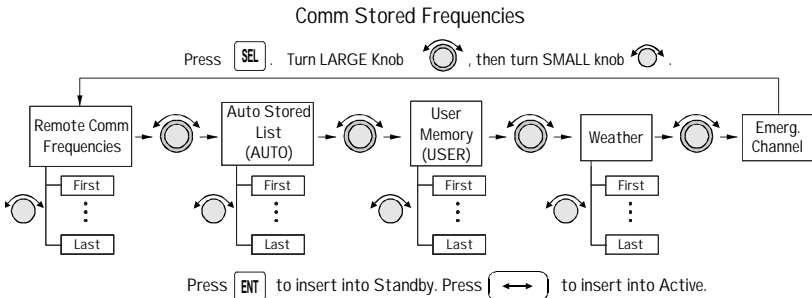 Comm Stored Frequencies
Press SEL . Turn LARGE Knob , then turn SMALL knob .
Remote Comm
Frequencies
Auto Stored
List
(AUTO)
User
Memory
(USER)
Weather
Emerg.
Channel
First
Last
First
Last
First
Last
First
Last
Press ENT to insert into Standby. Press to insert into Active.